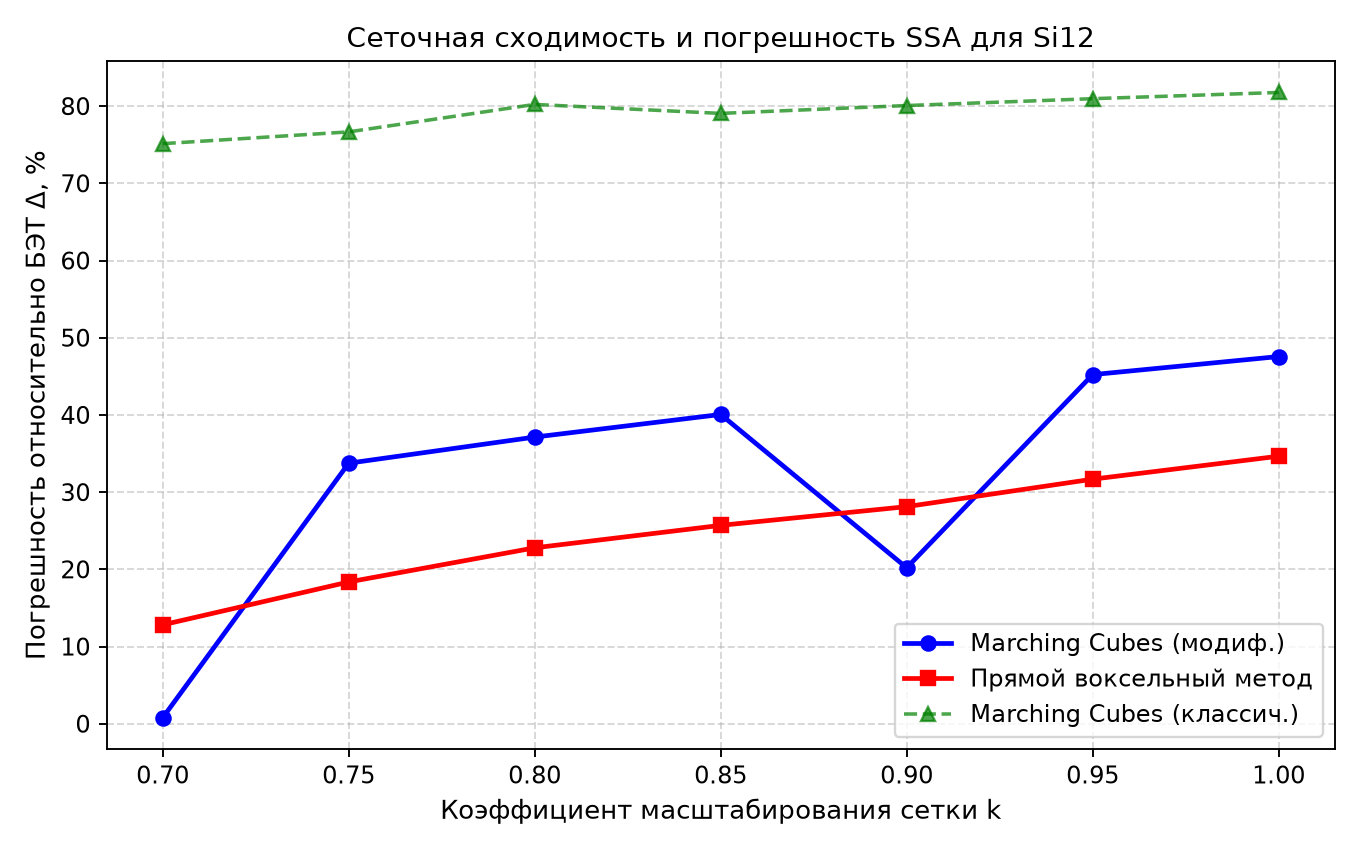 Сеточная сходимость и погрешность SSA для Si12
Погрешность относительно БЭТ Δ, %
80
70
60
50
40
30
20
10
0
Marching Cubes (модиф.)
Прямой воксельный метод
Marching Cubes (классич.)
0.70 0.75 0.80 0.85 0.90 0.95 1.00
Коэффициент масштабирования сетки k